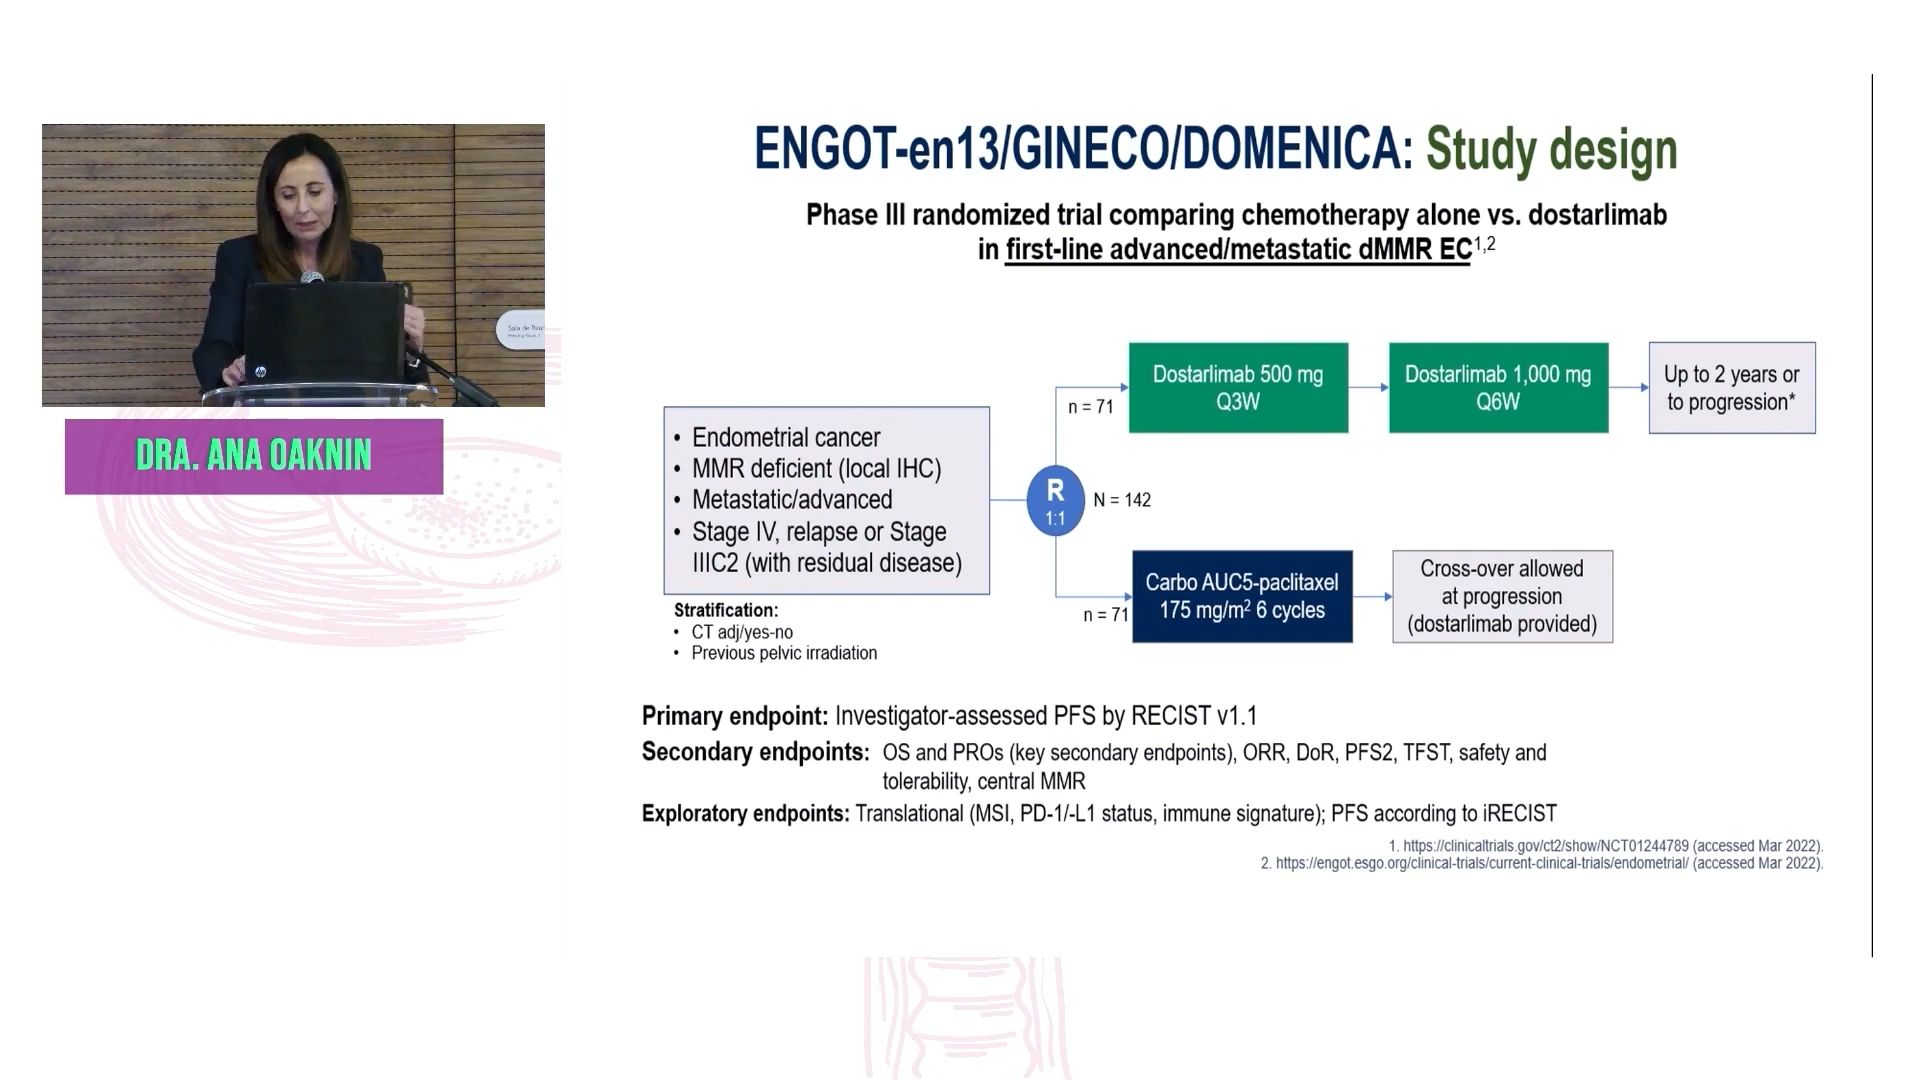 ENGOT-en13/GINECO/DOMENICA: Study design
Phase III randomized trial comparing chemotherapy alone vs. dostarlimab
in first-line advanced/metastatic dMMR EC1,2
DRA. ANA OAKNIN
• Endometrial cancer
• MMR deficient (local IHC)
• Metastatic/advanced
• Stage IV, relapse or Stage
IIIC2 (with residual disease)
Stratification:
• CT adj/yes-no
• Previous pelvic irradiation
R
1:1
N = 142
n = 71
Dostarlimab 500 mg
Q3W
Dostarlimab 1,000 mg
Q6W
Up to 2 years or
to progression*
n = 71
Carbo AUC5-paclitaxel
175 mg/m² 6 cycles
Cross-over allowed
at progression
(dostarlimab provided)
Primary endpoint: Investigator-assessed PFS by RECIST v1.1
Secondary endpoints: OS and PROs (key secondary endpoints), ORR, DoR, PFS2, TFST, safety and
tolerability, central MMR
Exploratory endpoints: Translational (MSI, PD-1/-L1 status, immune signature); PFS according to iRECIST
1. https://clinicaltrials.gov/ct2/show/NCT01244789 (accessed Mar 2022).
2. https://engot.esgo.org/clinical-trials/current-clinical-trials/endometrial/ (accessed Mar 2022).